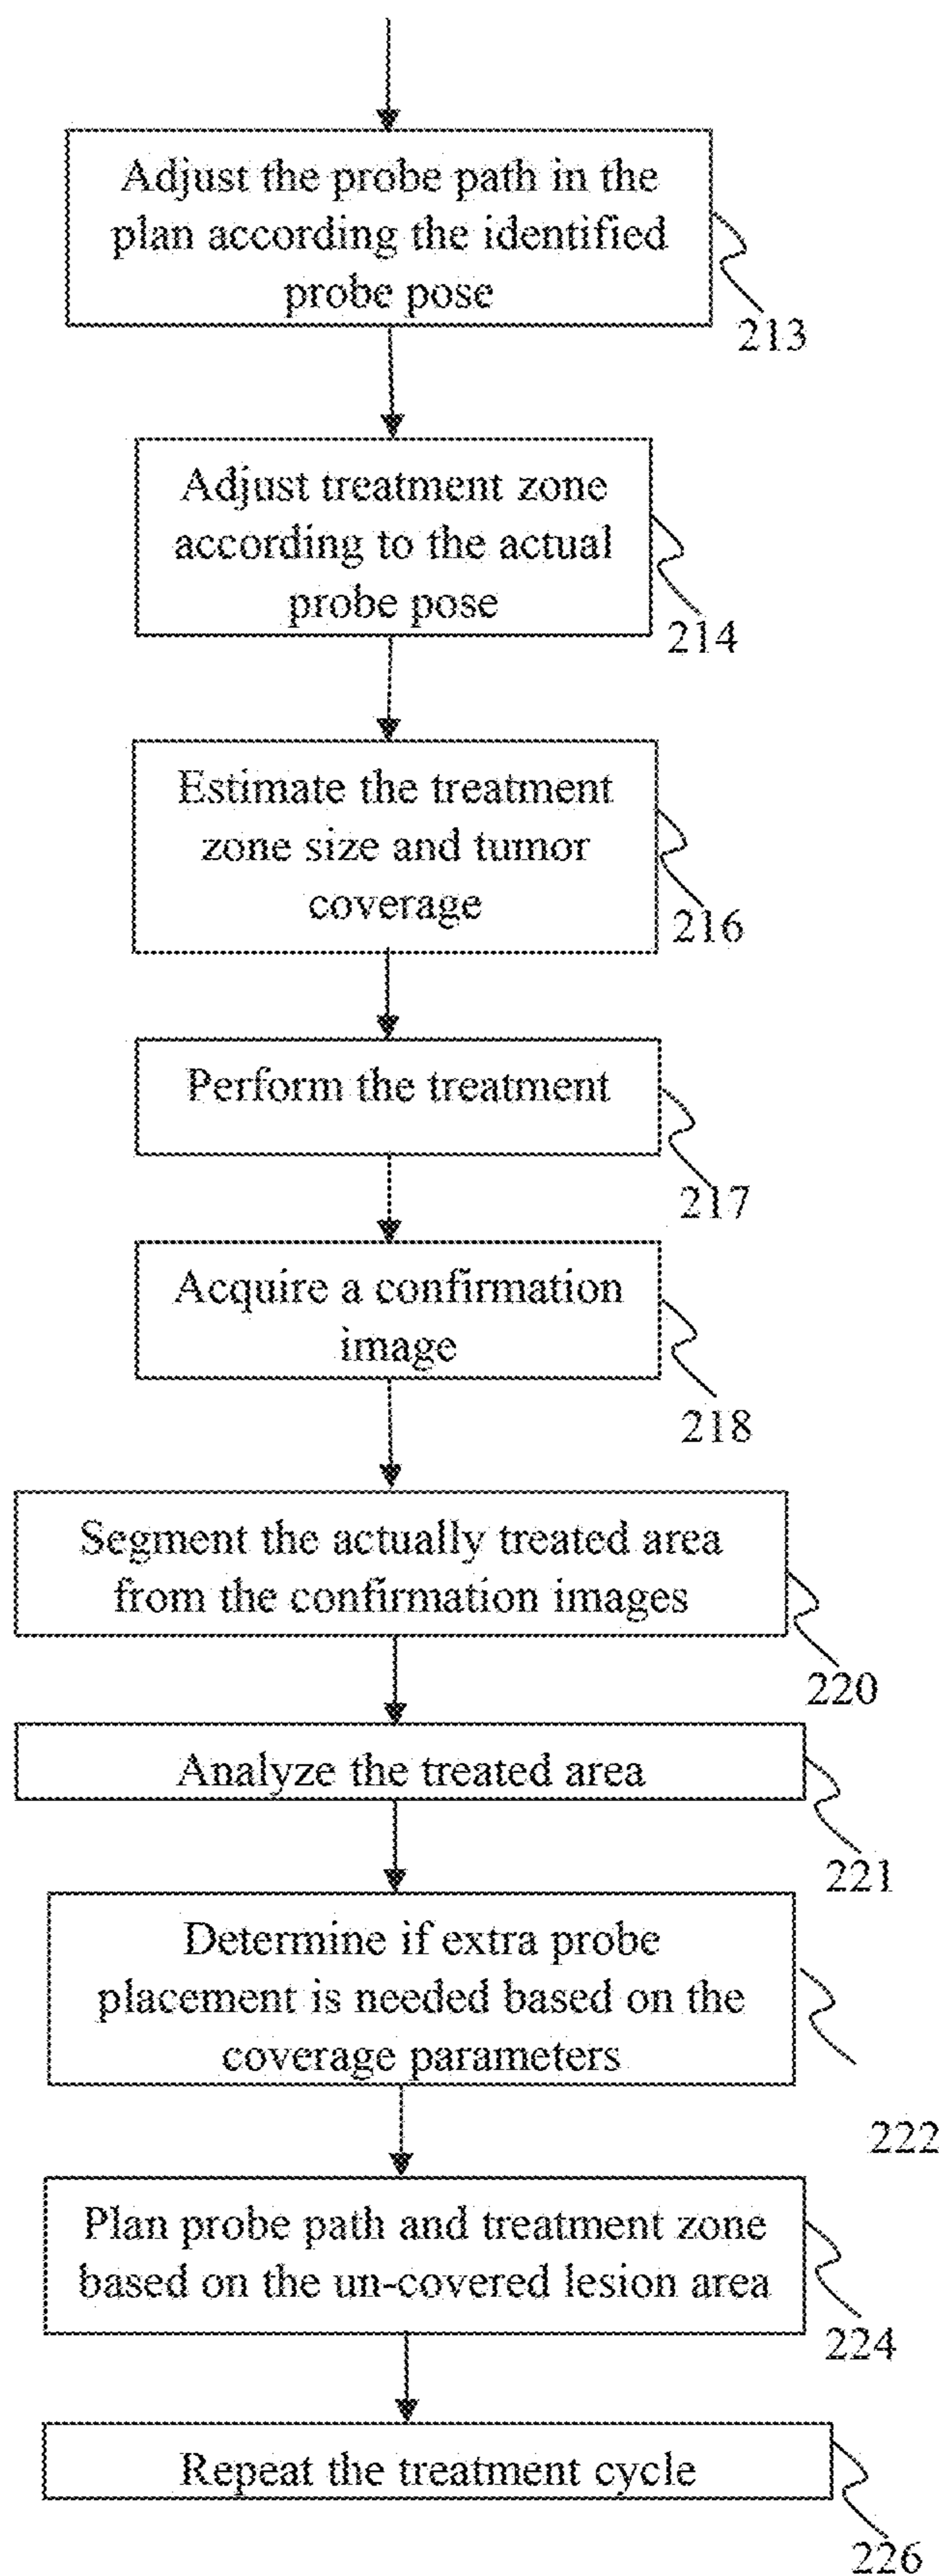 Adjust the probe path in the
plan according the identified
probe pose
213
Adjust treatment zone
according to the actual
probe pose
214
Estimate the treatment
zone size and tumor
coverage
216
Perform the treatment
217
Acquire a confirmation
image
218
Segment the actually treated area
from the confirmation images
220
Analyze the treated area
221
Determine if extra probe
placement is needed based on the
coverage parameters
222
Plan probe path and treatment zone
based on the un-covered lesion area
224
Repeat the treatment cycle
226